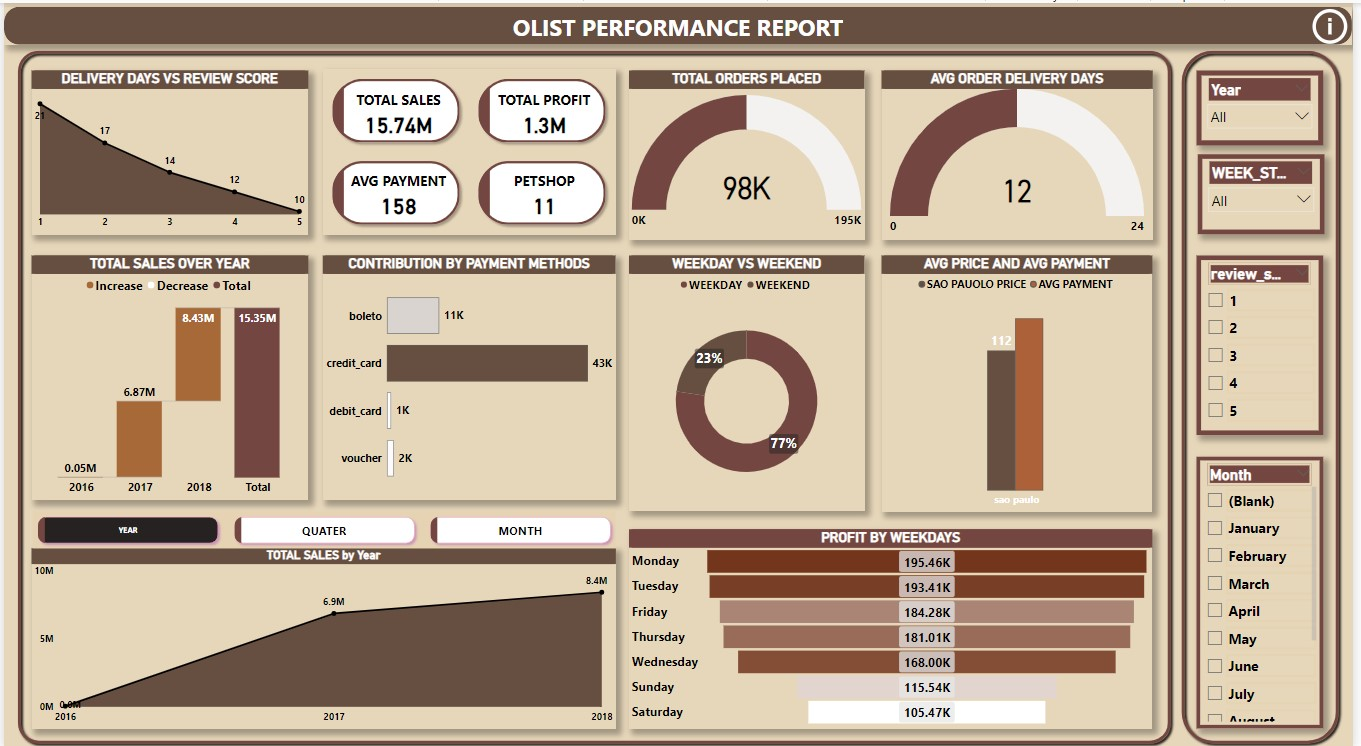 OLIST PERFORMANCE REPORT
i
DELIVERY DAYS VS REVIEW SCORE
21
17
14
12
10
1 2 3 4 5
TOTAL SALES
15.74M
TOTAL PROFIT
1.3M
AVG PAYMENT
158
PETSHOP
11
TOTAL ORDERS PLACED
98K
0K 195K
AVG ORDER DELIVERY DAYS
12
0 24
TOTAL SALES OVER YEAR
Increase Decrease Total
0.05M
6.87M
8.43M
15.35M
2016 2017 2018 Total
CONTRIBUTION BY PAYMENT METHODS
boleto 11K
credit_card 43K
debit_card 1K
voucher 2K
WEEKDAY VS WEEKEND
WEEKDAY WEEKEND
23%
77%
AVG PRICE AND AVG PAYMENT
SAO PAUOLO PRICE AVG PAYMENT
112
sao paulo
YEAR
QUATER
MONTH
TOTAL SALES by Year
10M
5M
0M
0.0M
6.9M
8.4M
2016 2017 2018
PROFIT BY WEEKDAYS
Monday 195.46K
Tuesday 193.41K
Friday 184.28K
Thursday 181.01K
Wednesday 168.00K
Sunday 115.54K
Saturday 105.47K
Year
All
WEEK_ST...
All
review_s...
1
2
3
4
5
Month
(Blank)
January
February
March
April
May
June
July
August